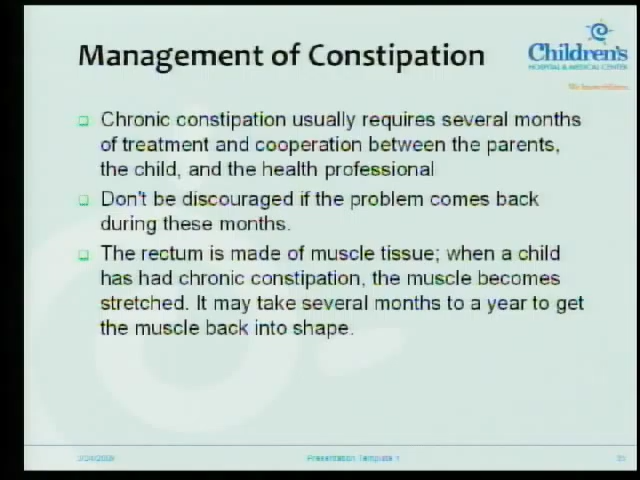 Management of Constipation
Children's
HOSPITAL & MEDICAL CENTER
Chronic constipation usually requires several months
of treatment and cooperation between the parents,
the child, and the health professional
Don't be discouraged if the problem comes back
during these months.
The rectum is made of muscle tissue; when a child
has had chronic constipation, the muscle becomes
stretched. It may take several months to a year to get
the muscle back into shape.
Presentation Template